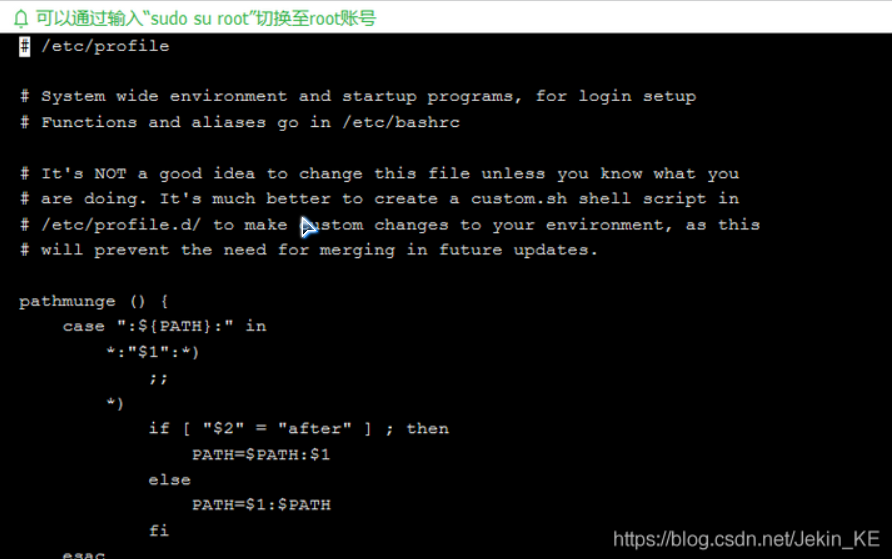 可以通过输入“sudo su root”切换至root账号
# /etc/profile
# System wide environment and startup programs, for login setup
# Functions and aliases go in /etc/bashrc
# It's NOT a good idea to change this file unless you know what you
# are doing. It's much better to create a custom.sh shell script in
# /etc/profile.d/ to make custom changes to your environment, as this
# will prevent the need for merging in future updates.
pathmunge () {
    case ":${PATH}:" in
        *:"$1":*)
            ;;
        *)
            if [ "$2" = "after" ] ; then
                PATH=$PATH:$1
            else
                PATH=$1:$PATH
            fi
    esac
https://blog.csdn.net/Jekin_KE